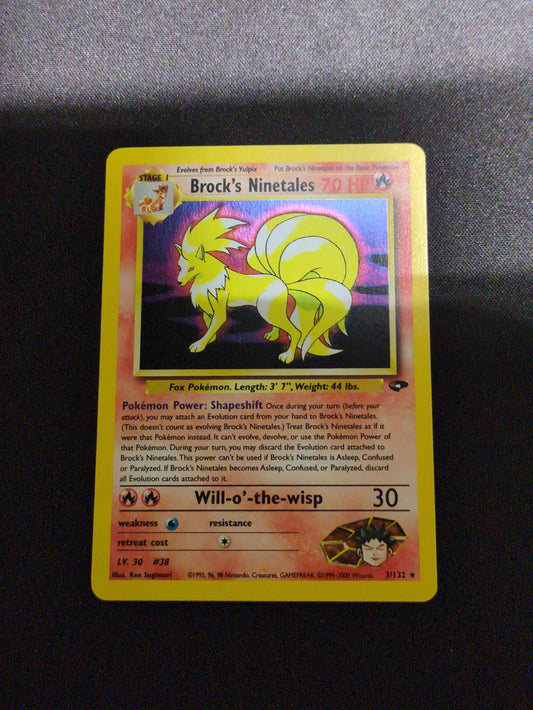 Evolves from Brock's Vulpix Put Brock's Ninetales on the Basic Pokémon
STAGE 1
Brock's Ninetales 70 HP
Fox Pokémon. Length: 3' 7", Weight: 44 lbs.
Pokémon Power: Shapeshift Once during your turn (before your
attack), you may attach an Evolution card from your hand to Brock's Ninetales.
(This doesn't count as evolving Brock's Ninetales.) Treat Brock's Ninetales as if it
were that Pokémon instead. It can't evolve, devolve, or use the Pokémon Power of
that Pokémon. During your turn, you may discard the Evolution card attached to
Brock's Ninetales. This power can't be used if Brock's Ninetales is Asleep, Confused
or Paralyzed. If Brock's Ninetales becomes Asleep, Confused, or Paralyzed, discard
all Evolution cards attached to it.
Will-o'-the-wisp 30
weakness resistance
retreat cost
LV. 30 #38
Illus. Ken Sugimori ©1995, 96, 98 Nintendo, Creatures, GAMEFREAK. ©1999-2000 Wizards. 3/132 ★